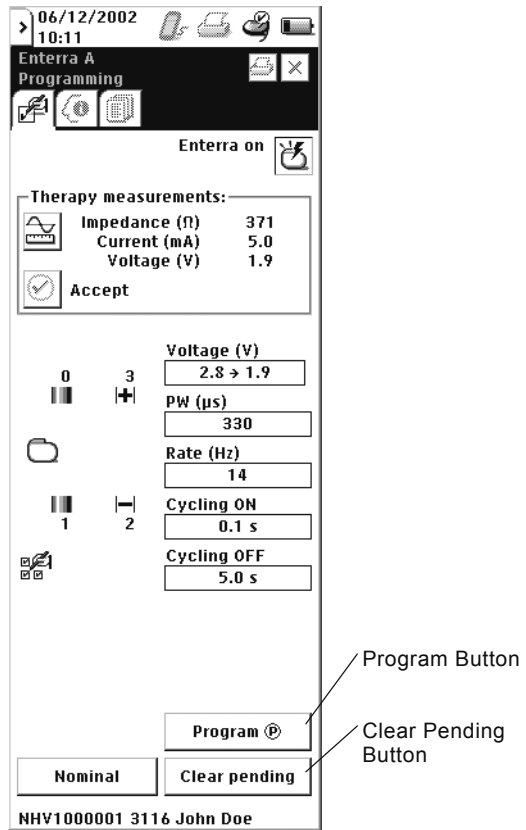 06/12/2002
10:11
Enterra A
Programming
Enterra on
Therapy measurements:
Impedance (Ω) 371
Current (mA) 5.0
Voltage (V) 1.9
Accept
Voltage (V)
2.8 → 1.9
0 3
PW (µs)
330
Rate (Hz)
14
Cycling ON
1 2
0.1 s
Cycling OFF
5.0 s
Program Button
Program Ⓟ
Clear Pending
Button
Nominal Clear pending
NHV1000001 3116 John Doe